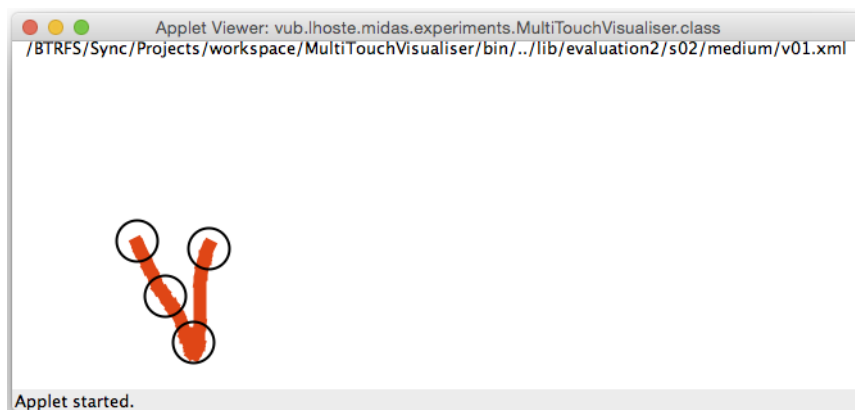 Applet Viewer: vub.lhoste.midas.experiments.MultiTouchVisualiser.class
/BTRFS/Sync/Projects/workspace/MultiTouchVisualiser/bin/../lib/evaluation2/s02/medium/v01.xml
Applet started.